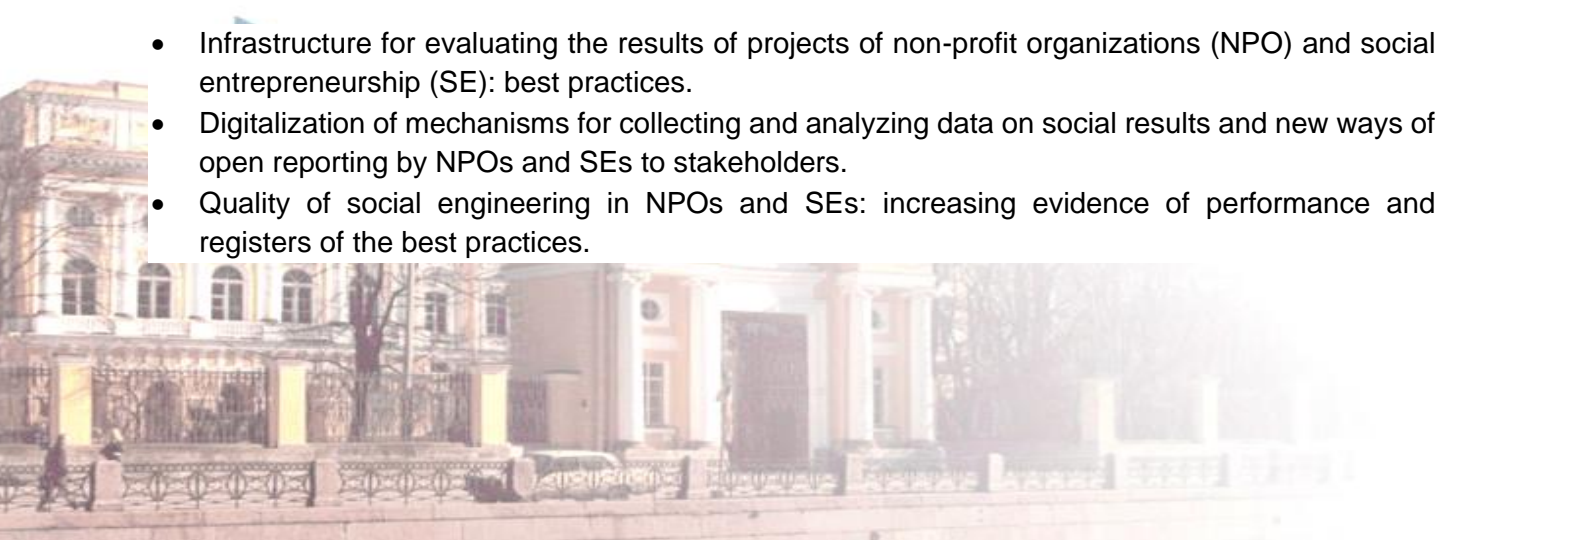 • Infrastructure for evaluating the results of projects of non-profit organizations (NPO) and social
entrepreneurship (SE): best practices.
• Digitalization of mechanisms for collecting and analyzing data on social results and new ways of
open reporting by NPOs and SEs to stakeholders.
• Quality of social engineering in NPOs and SEs: increasing evidence of performance and
registers of the best practices.